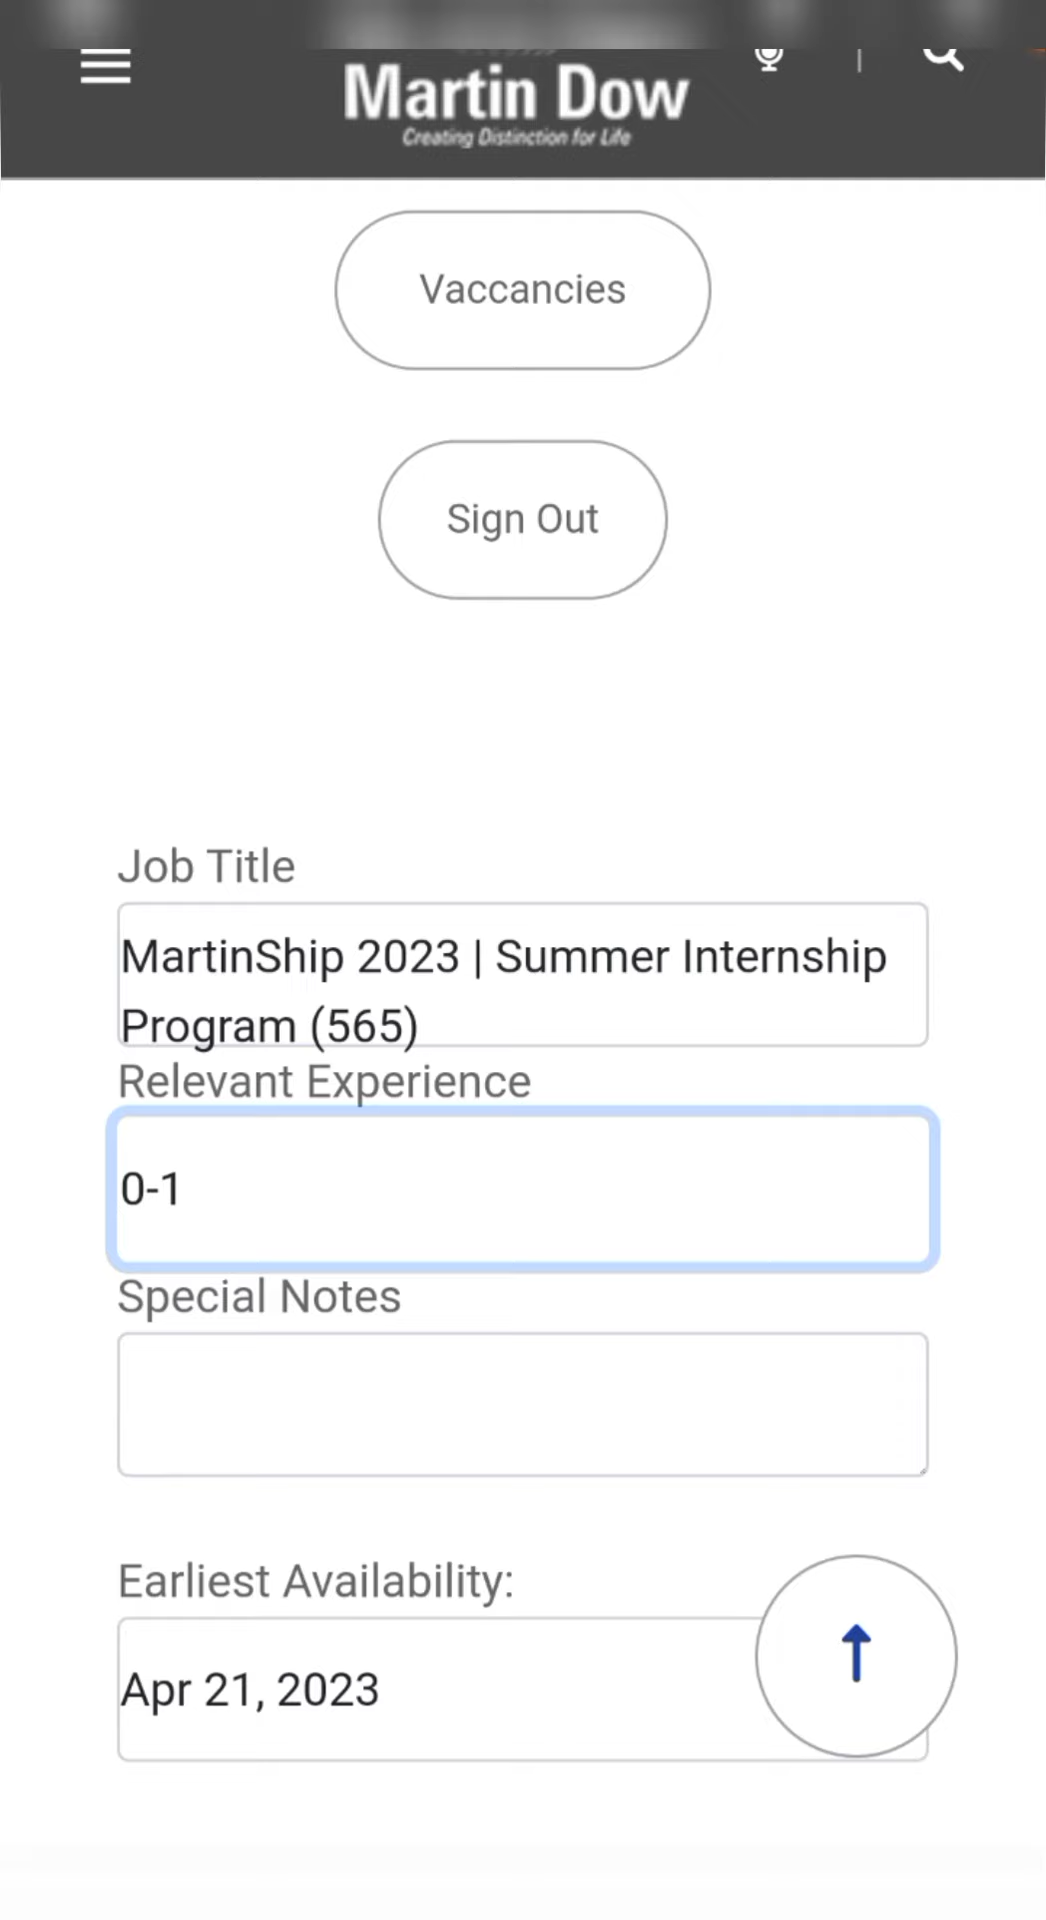 Martin Dow
Creating Distinction for Life
Vaccancies
Sign Out
Job Title
MartinShip 2023 | Summer Internship
Program (565)
Relevant Experience
0-1
Special Notes
Earliest Availability:
Apr 21, 2023